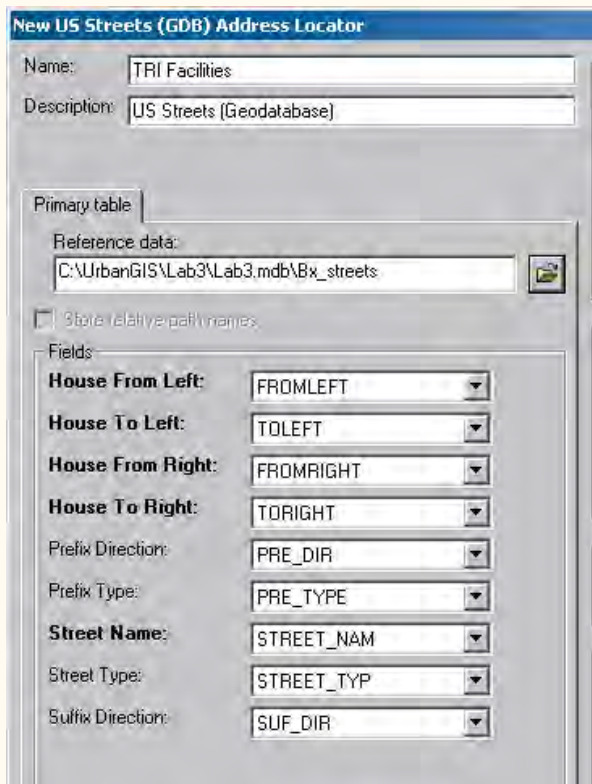 New US Streets (GDB) Address Locator
Name: TRI Facilities
Description: US Streets (Geodatabase)
Primary table
Reference data:
C:\UrbanGIS\Lab3\Lab3.mdb\Bx_streets
Store relative path names
Fields
House From Left: FROMLEFT
House To Left: TOLEFT
House From Right: FROMRIGHT
House To Right: TORIGHT
Prefix Direction: PRE_DIR
Prefix Type: PRE_TYPE
Street Name: STREET_NAM
Street Type: STREET_TYP
Suffix Direction: SUF_DIR